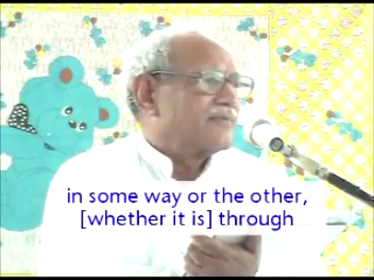 in some way or the other,
[whether it is] through